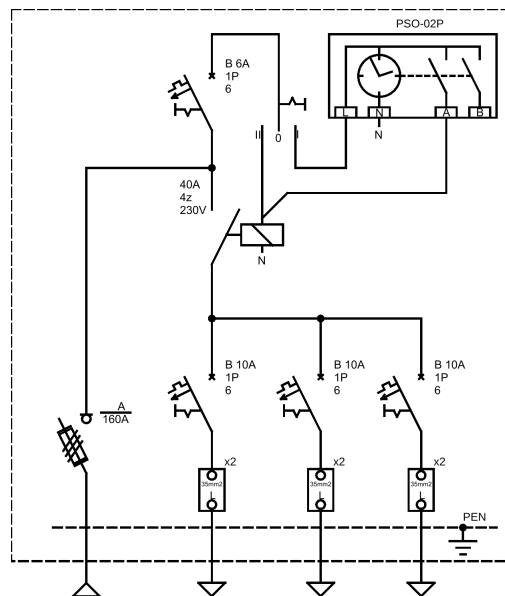 PSO-02P
B 6A
1P
6
L
N
A
B
N
II
0
I
40A
4z
230V
N
B 10A
1P
6
B 10A
1P
6
B 10A
1P
6
A
160A
x2
35mm2
L
x2
35mm2
L
x2
35mm2
L
PEN